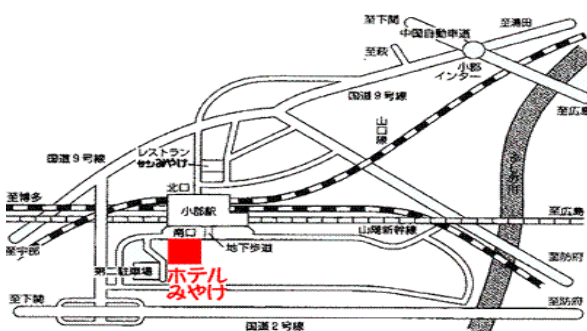 至下関
至湯田
中国自動車道
至萩
小郡
インター
国道9号線
至広島
山口線
レストラン
みやけ
国道9号線
北口
至博多
小郡駅
至広島
南口
山陽新幹線
地下歩道
至宇部
至防府
第二駐車場
ホテル
みやけ
至下関
至防府
国道2号線